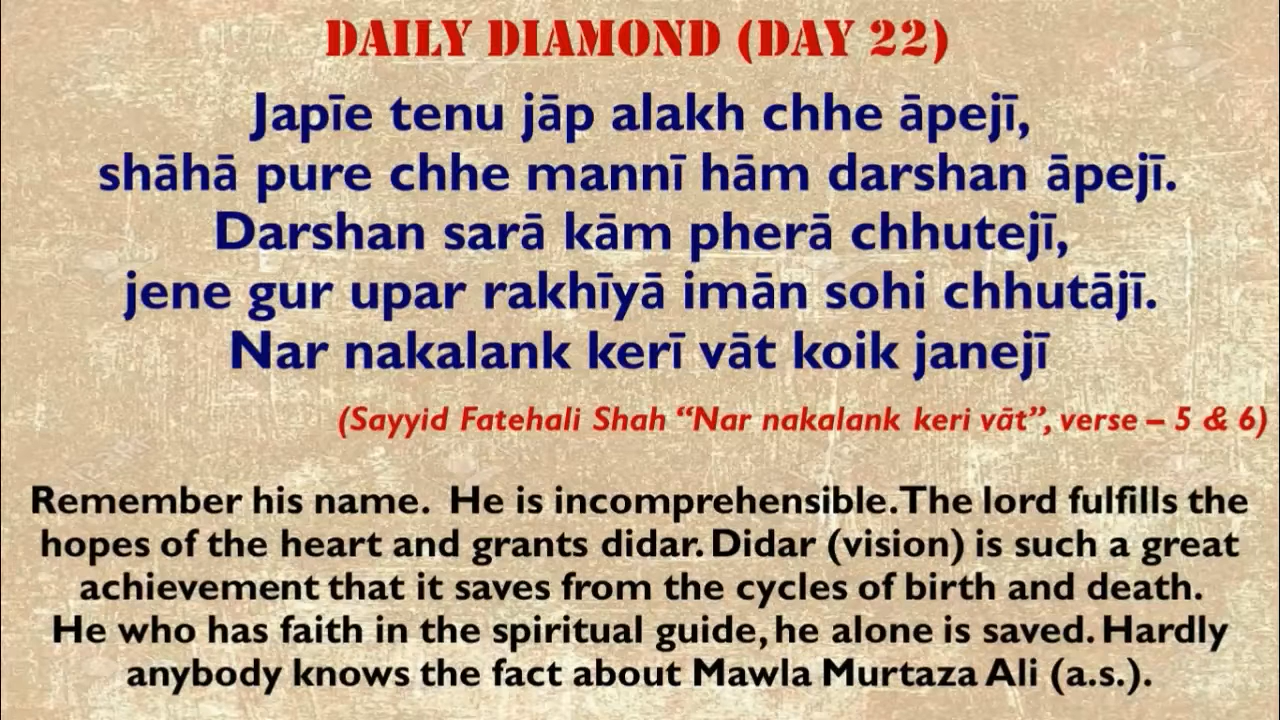 DAILY DIAMOND (DAY 22)
Japīe tenu jāp alakh chhe āpejī,
shāhā pure chhe mannī hām darshan āpejī.
Darshan sarā kām pherā chhutejī,
jene gur upar rakhīyā imān sohi chhutājī.
Nar nakalank kerī vāt koik janejī
(Sayyid Fatehali Shah “Nar nakalank keri vāt”, verse – 5 & 6)
Remember his name.  He is incomprehensible. The lord fulfills the
hopes of the heart and grants didar. Didar (vision) is such a great
achievement that it saves from the cycles of birth and death.
He who has faith in the spiritual guide, he alone is saved. Hardly
anybody knows the fact about Mawla Murtaza Ali (a.s.).